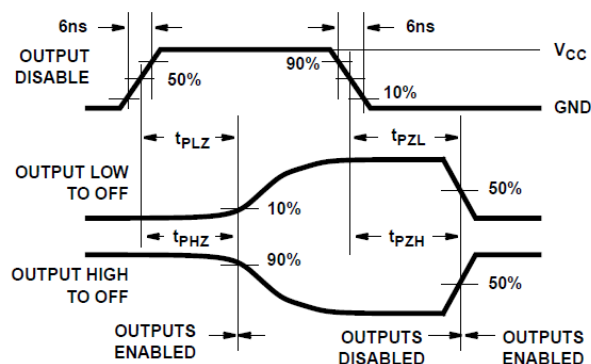 6ns
6ns
OUTPUT
DISABLE
50%
90%
10%
VCC
GND
tPLZ
tPZL
OUTPUT LOW
TO OFF
10%
50%
tPHZ
tPZH
OUTPUT HIGH
TO OFF
90%
50%
OUTPUTS
ENABLED
OUTPUTS
DISABLED
OUTPUTS
ENABLED